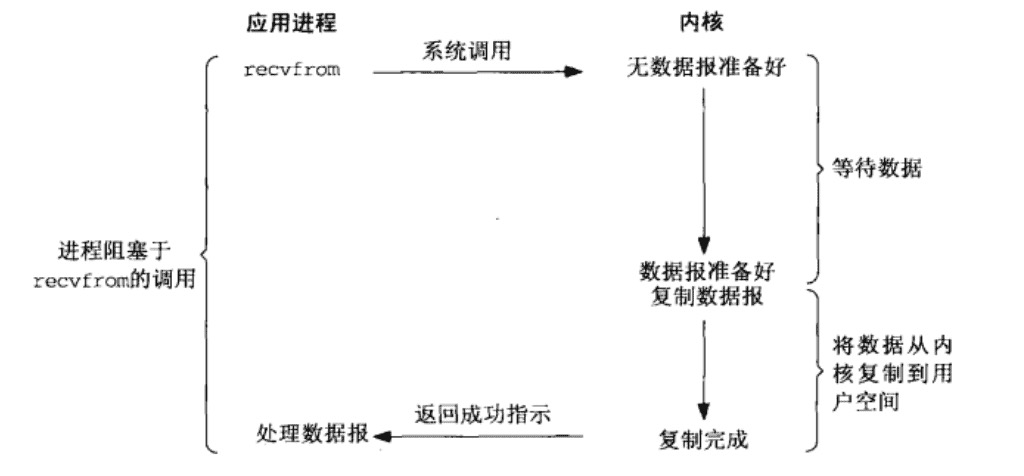 应用进程
内核
系统调用
recvfrom
无数据报准备好
等待数据
进程阻塞于
recvfrom的调用
数据报准备好
复制数据报
将数据从内
核复制到用
户空间
返回成功指示
处理数据报
复制完成